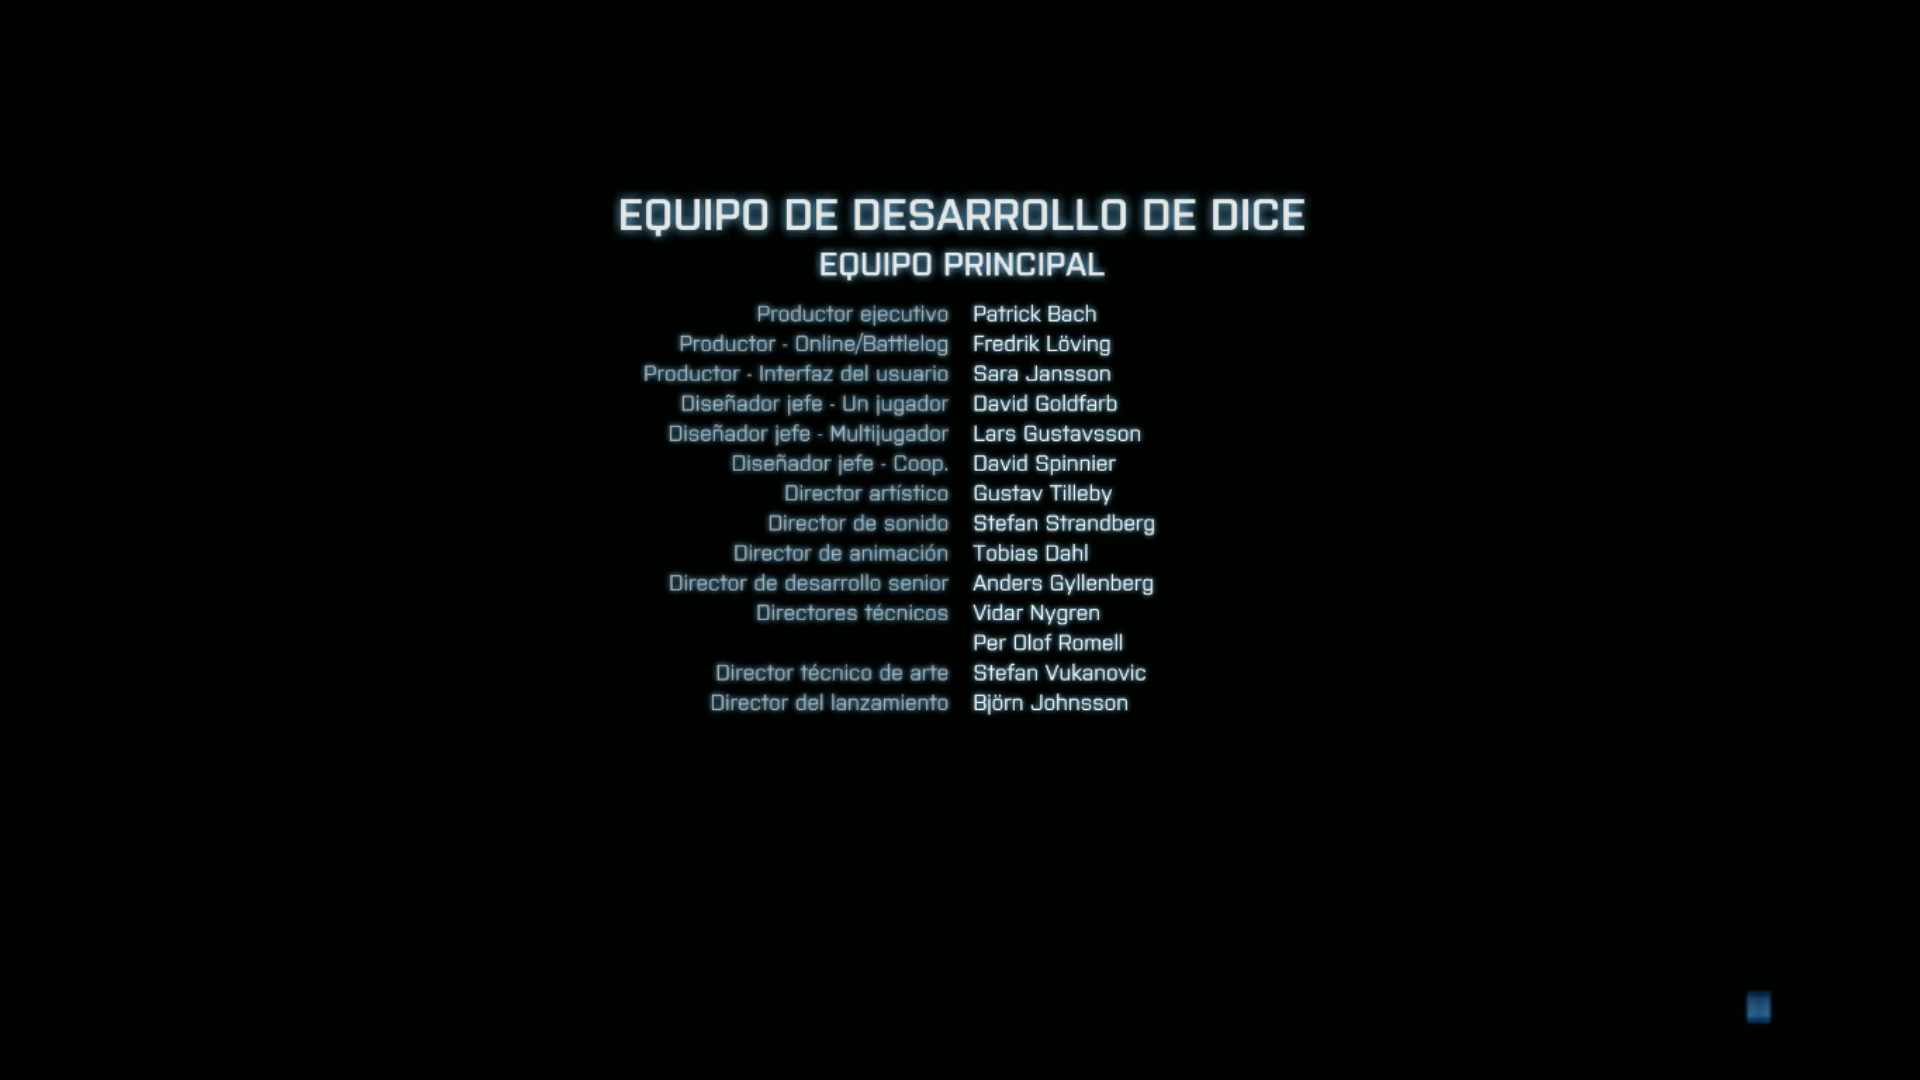 EQUIPO DE DESARROLLO DE DICE
EQUIPO PRINCIPAL
Productor ejecutivo Patrick Bach
Productor - Online/Battlelog Fredrik Löving
Productor - Interfaz del usuario Sara Jansson
Diseñador jefe - Un jugador David Goldfarb
Diseñador jefe - Multijugador Lars Gustavsson
Diseñador jefe - Coop. David Spinnier
Director artístico Gustav Tilleby
Director de sonido Stefan Strandberg
Director de animación Tobias Dahl
Director de desarrollo senior Anders Gyllenberg
Directores técnicos Vidar Nygren
Per Olof Romell
Director técnico de arte Stefan Vukanovic
Director del lanzamiento Björn Johnsson